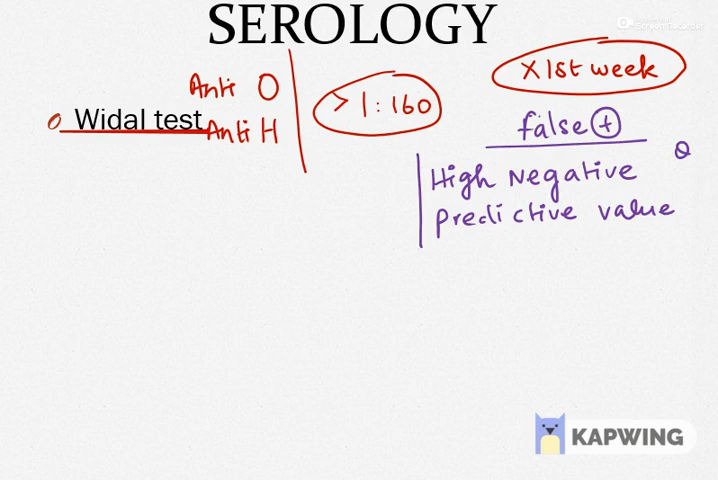 SEROLOGY
Anti O
Widal test
Anti H
> 1:160
X 1st week
false +
High Negative
Predictive value
KAPWING